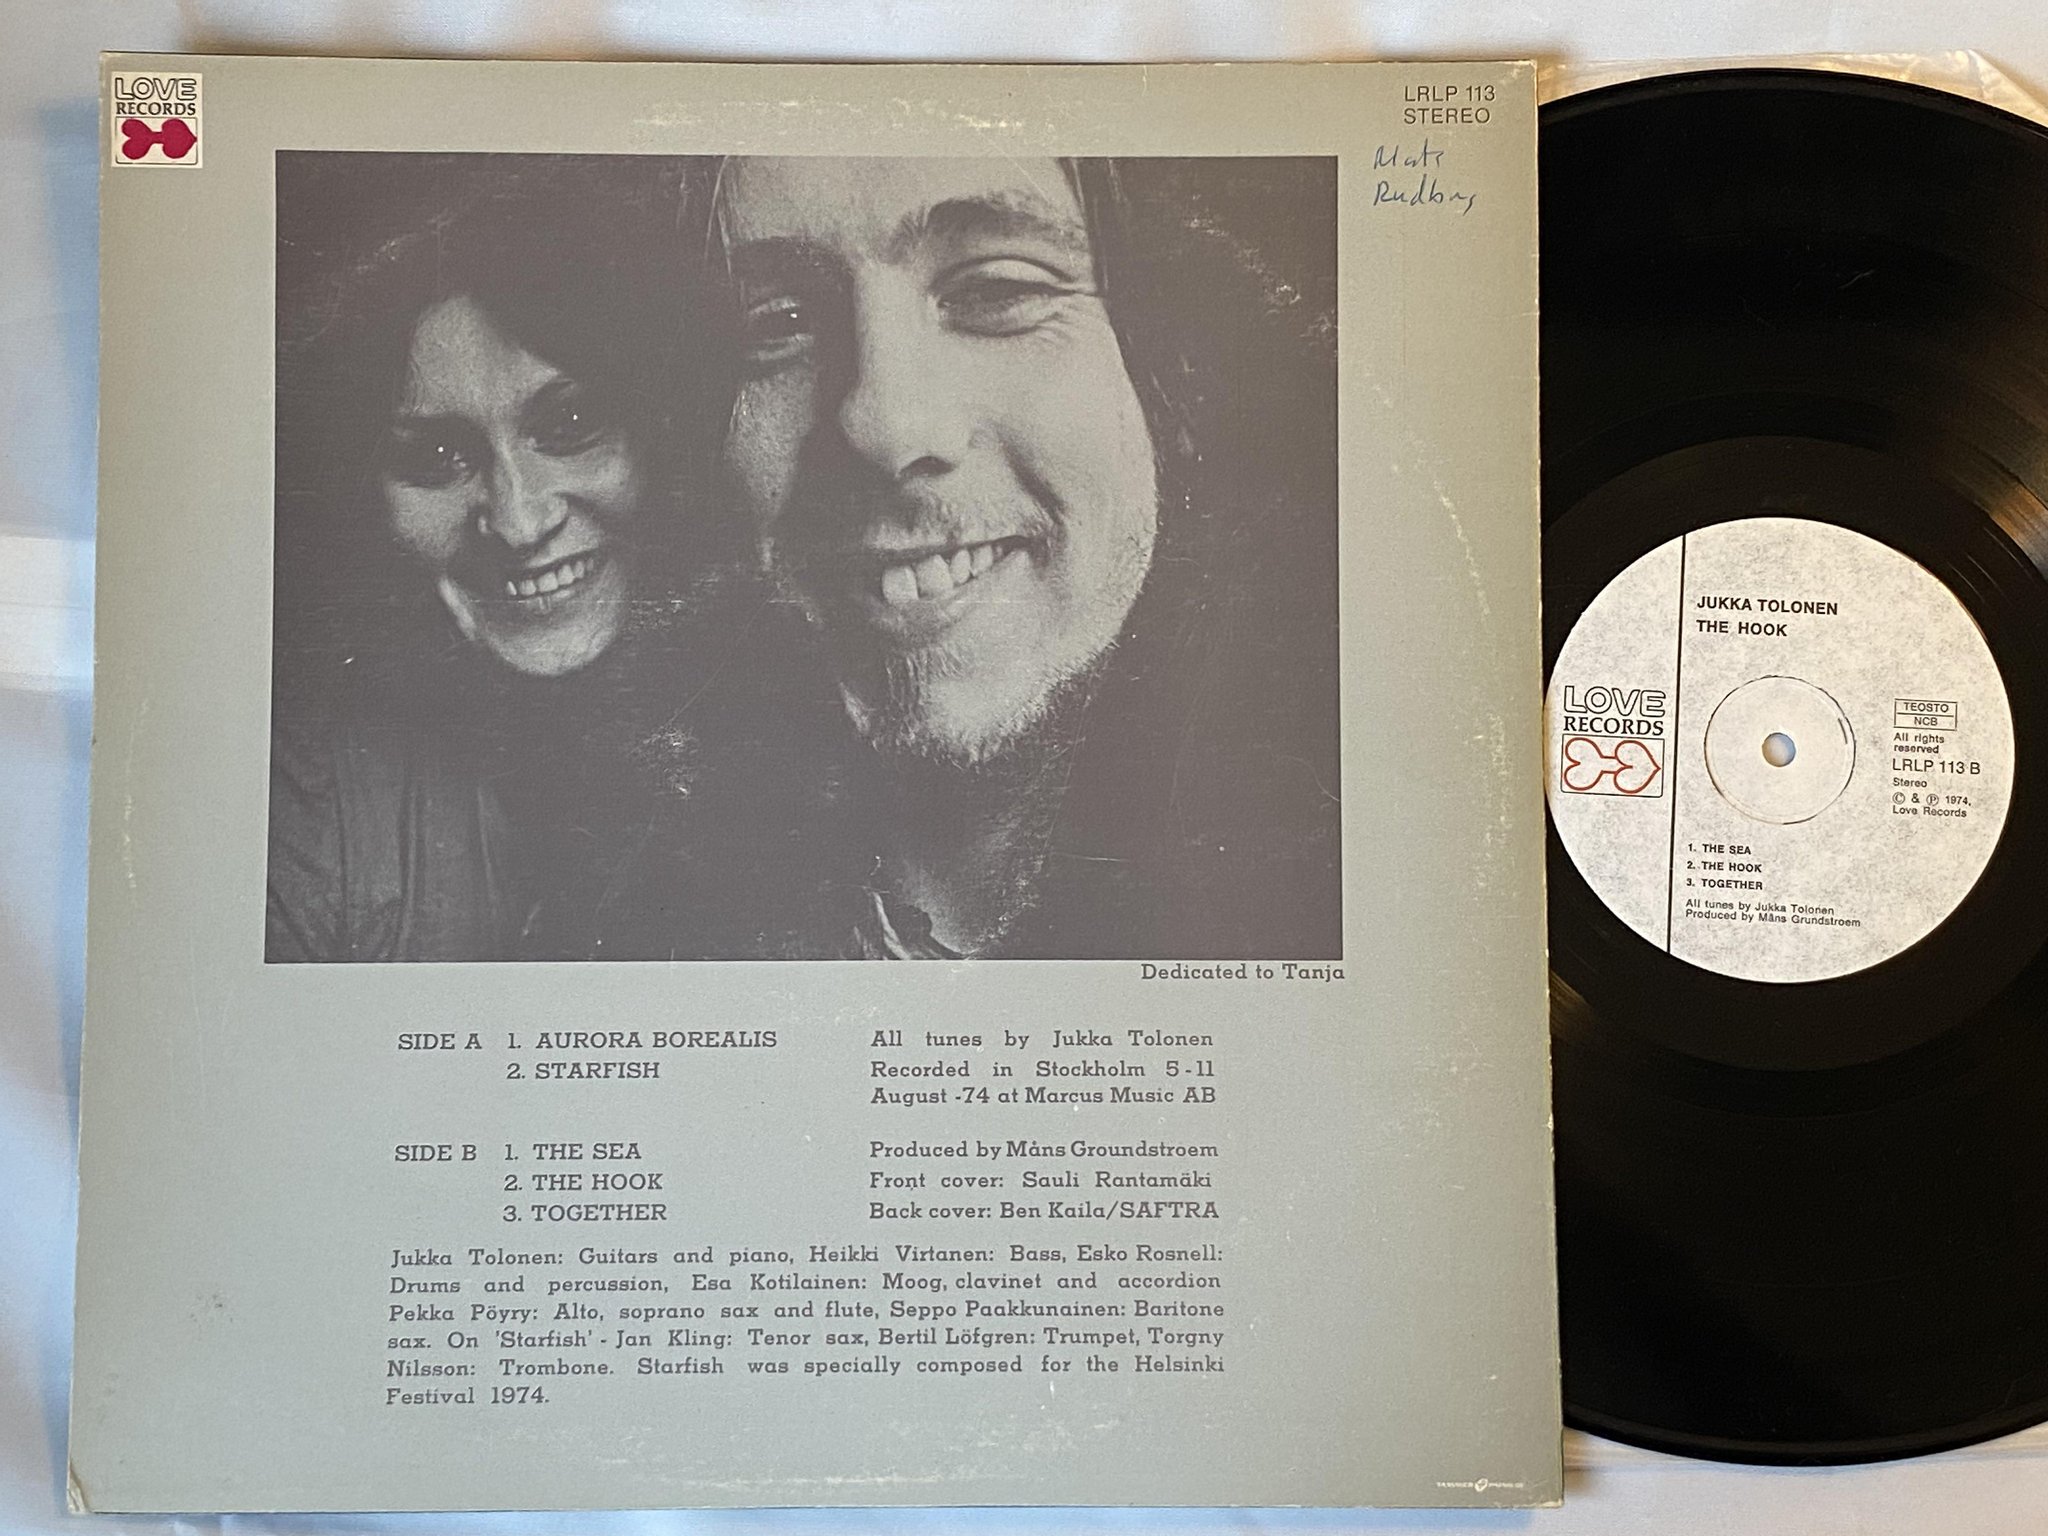 LOVE
RECORDS
LRLP 113
STEREO
Mats
Dedicated to Tanja
SIDE A 1. AURORA BOREALIS
2. STARFISH
SIDE B 1. THE SEA
2. THE HOOK
3. TOGETHER
All tunes by Jukka Tolonen
Recorded in Stockholm 5-11
August -74 at Marcus Music AB
Produced by Måns Groundstroem
Front cover: Sauli Rantamäki
Back cover: Ben Kaila/SAFTRA
Jukka Tolonen: Guitars and piano, Heikki Virtanen: Bass, Esko Rosnell:
Drums and percussion, Esa Kotilainen: Moog, clavinet and accordion
Pekka Pöyry: Alto, soprano sax and flute, Seppo Paakkunainen: Baritone
sax. On 'Starfish' - Jan Kling: Tenor sax, Bertil Löfgren: Trumpet, Torgny
Nilsson: Trombone. Starfish was specially composed for the Helsinki
Festival 1974.
JUKKA TOLONEN
THE HOOK
LOVE
RECORDS
TEOSTO
NCB
All rights
reserved
LRLP 113 B
Stereo
© & ℗ 1974,
Love Records
1. THE SEA
2. THE HOOK
3. TOGETHER
All tunes by Jukka Tolonen
Produced by Måns Grundstroem